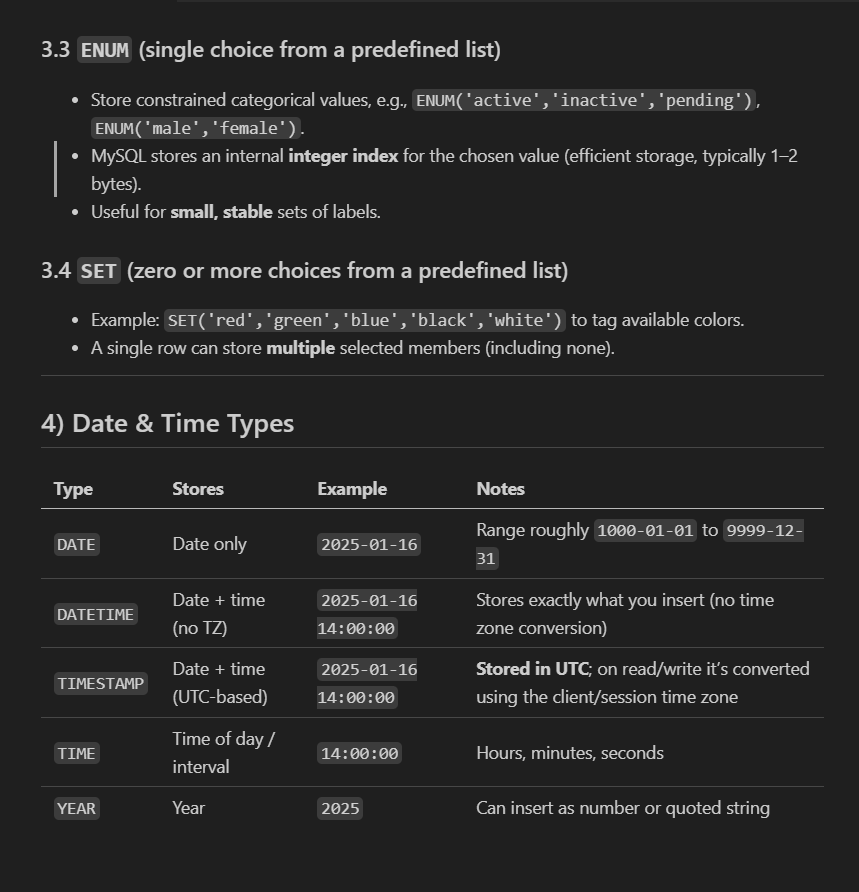 3.3 ENUM (single choice from a predefined list)
• Store constrained categorical values, e.g., ENUM('active','inactive','pending'),
ENUM('male','female').
• MySQL stores an internal integer index for the chosen value (efficient storage, typically 1–2
bytes).
• Useful for small, stable sets of labels.
3.4 SET (zero or more choices from a predefined list)
• Example: SET('red','green','blue','black','white') to tag available colors.
• A single row can store multiple selected members (including none).
4) Date & Time Types
Type Stores Example Notes
DATE Date only 2025-01-16 Range roughly 1000-01-01 to 9999-12-
31
DATETIME Date + time (no TZ) 2025-01-16 14:00:00 Stores exactly what you insert (no time
zone conversion)
TIMESTAMP Date + time (UTC-based) 2025-01-16 14:00:00 Stored in UTC; on read/write it’s converted
using the client/session time zone
TIME Time of day / interval 14:00:00 Hours, minutes, seconds
YEAR Year 2025 Can insert as number or quoted string